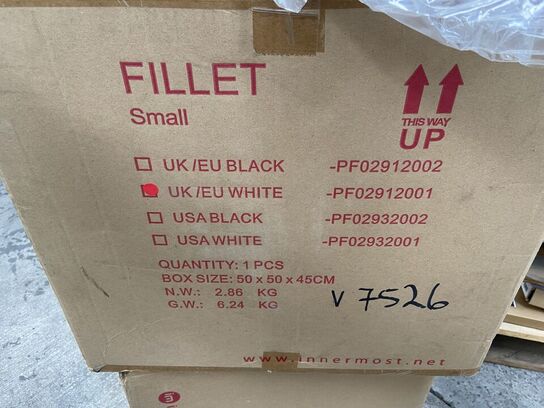 FILLET
Small
THIS WAY
UP
UK/EU BLACK -PF02912002
UK/EU WHITE -PF02912001
USA BLACK -PF02932002
USA WHITE -PF02932001
QUANTITY: 1 PCS
BOX SIZE: 50 x 50 x 45CM
N.W.: 2.86 KG
G.W.: 6.24 KG
V 7526
www.innermost.net